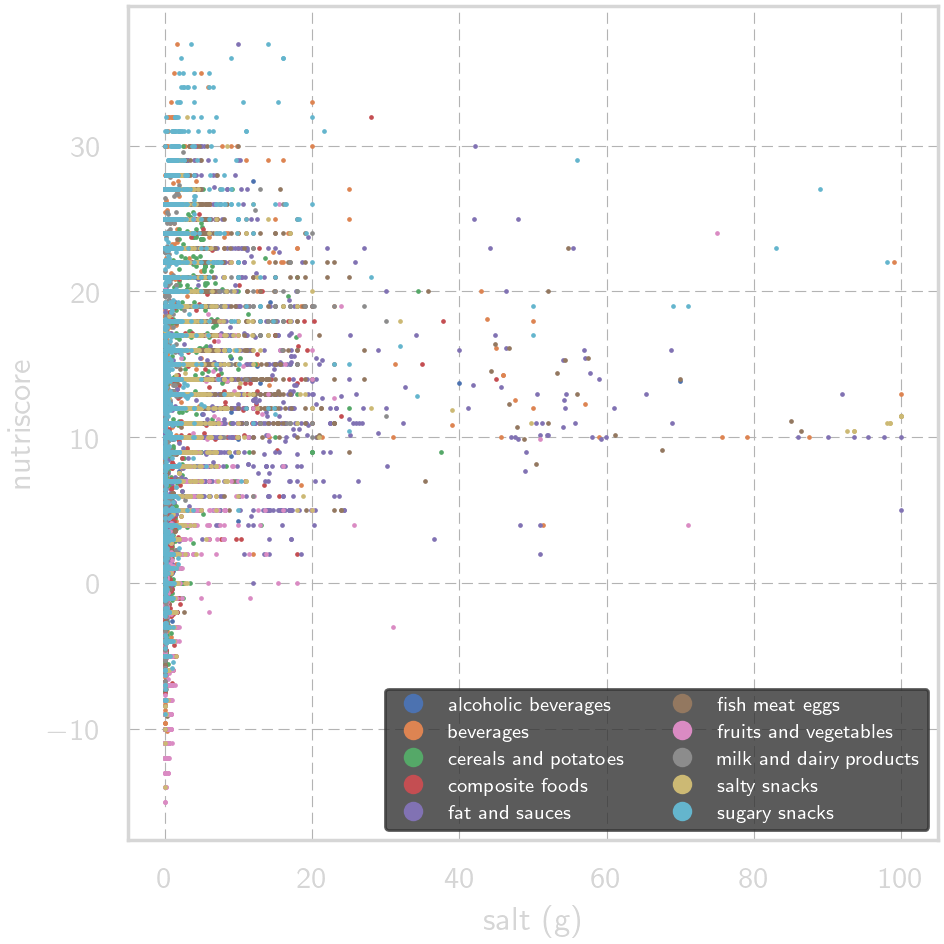 nutriscore
30
20
10
0
−10
alcoholic beverages
beverages
cereals and potatoes
composite foods
fat and sauces
fish meat eggs
fruits and vegetables
milk and dairy products
salty snacks
sugary snacks
0 20 40 60 80 100
salt (g)